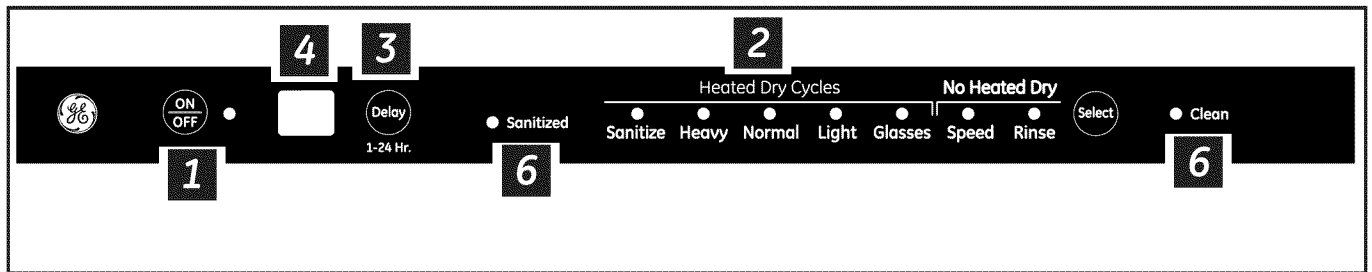 4
3
2
Heated Dry Cycles
No Heated Dry
GE
ON
OFF
Delay
Sanitized
Sanitize
Heavy
Normal
Light
Glasses
Speed
Rinse
Select
Clean
1-24 Hr.
1
6
6